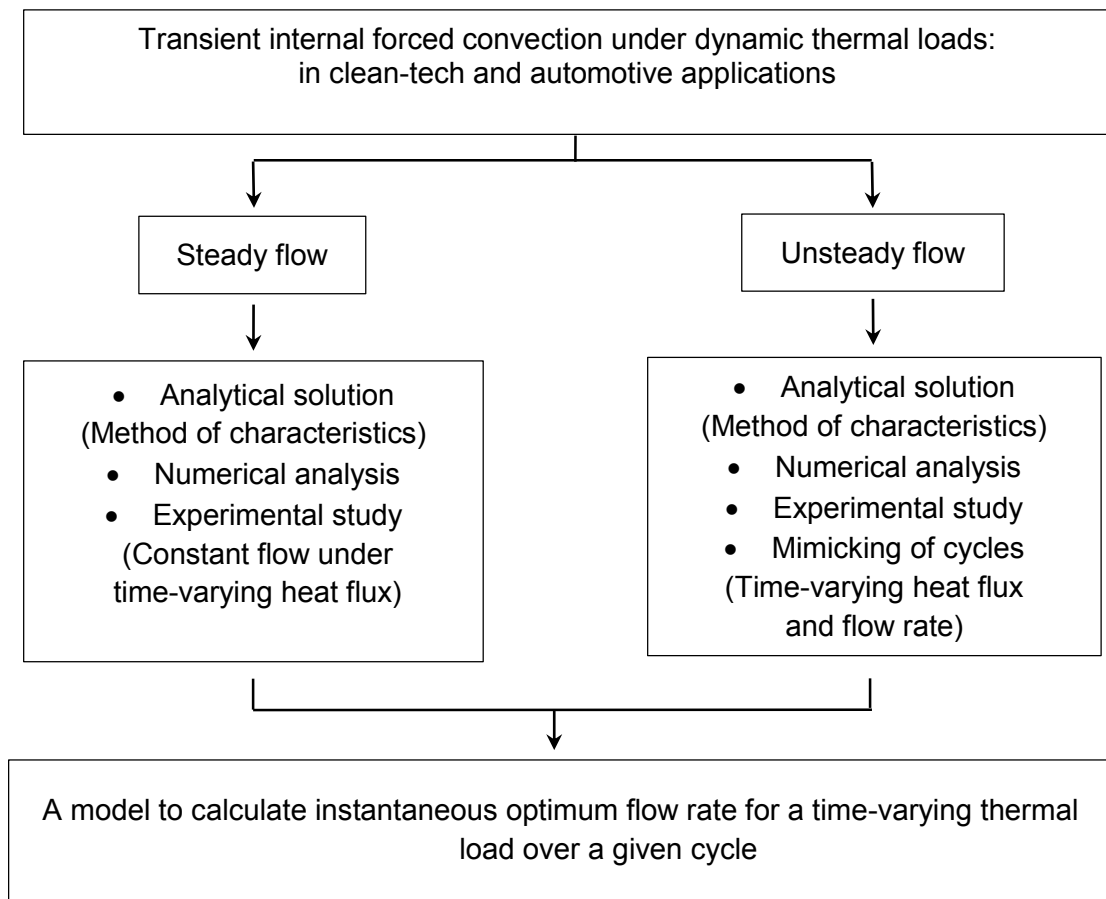 Transient internal forced convection under dynamic thermal loads:
in clean-tech and automotive applications
Steady flow
Unsteady flow
• Analytical solution
(Method of characteristics)
• Numerical analysis
• Experimental study
(Constant flow under
time-varying heat flux)
• Analytical solution
(Method of characteristics)
• Numerical analysis
• Experimental study
• Mimicking of cycles
(Time-varying heat flux
and flow rate)
A model to calculate instantaneous optimum flow rate for a time-varying thermal
load over a given cycle